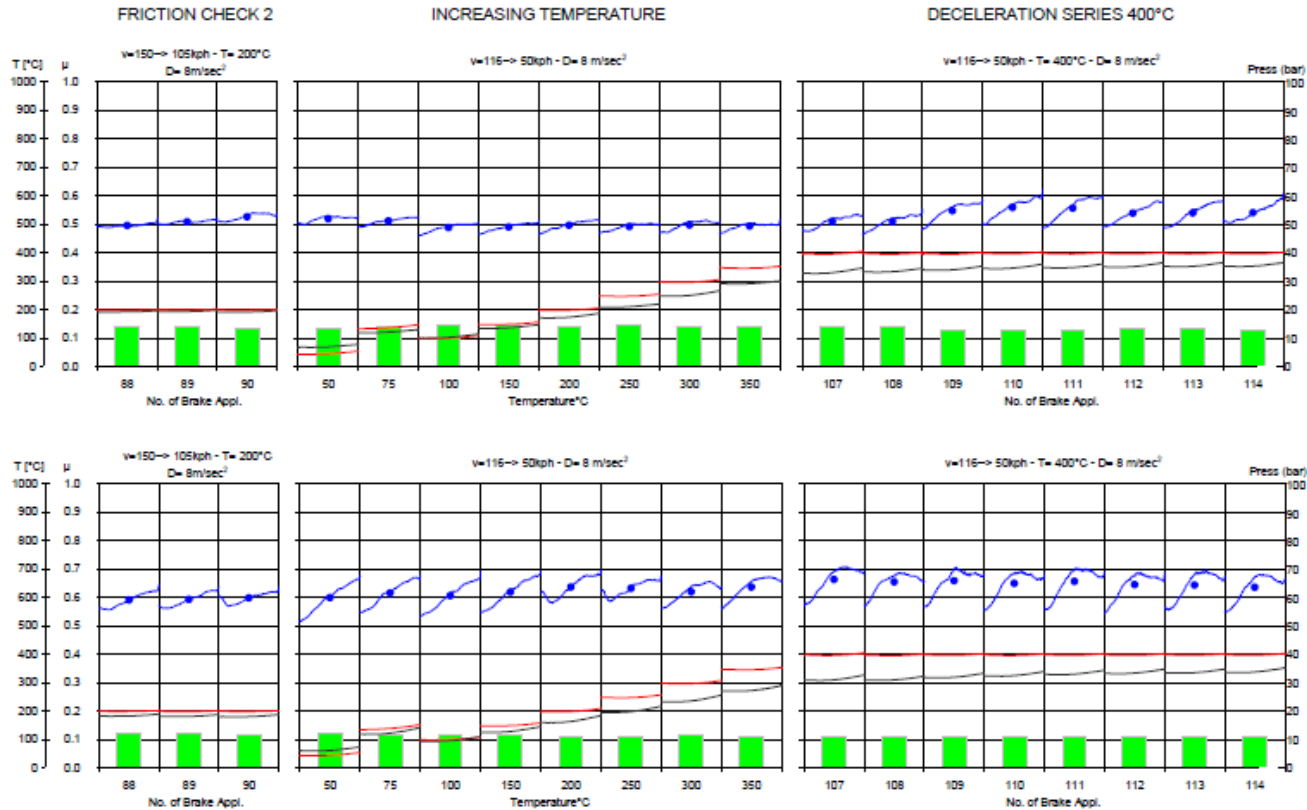 FRICTION CHECK 2 INCREASING TEMPERATURE DECELERATION SERIES 400°C
v=150--> 105kph - T= 200°C
D= 8m/sec²
v=116--> 50kph - D= 8 m/sec²
v=116--> 50kph - T= 400°C - D= 8 m/sec²
T [°C] μ Press (bar)
1000 1.0 100
900 0.9 90
800 0.8 80
700 0.7 70
600 0.6 60
500 0.5 50
400 0.4 40
300 0.3 30
200 0.2 20
100 0.1 10
0 0.0 0
88 89 90 50 75 100 150 200 250 300 350 107 108 109 110 111 112 113 114
No. of Brake Appl. Temperature°C No. of Brake Appl.
v=150--> 105kph - T= 200°C
D= 8m/sec²
v=116--> 50kph - D= 8 m/sec²
v=116--> 50kph - T= 400°C - D= 8 m/sec²
T [°C] μ Press (bar)
1000 1.0 100
900 0.9 90
800 0.8 80
700 0.7 70
600 0.6 60
500 0.5 50
400 0.4 40
300 0.3 30
200 0.2 20
100 0.1 10
0 0.0 0
88 89 90 50 75 100 150 200 250 300 350 107 108 109 110 111 112 113 114
No. of Brake Appl. Temperature°C No. of Brake Appl.